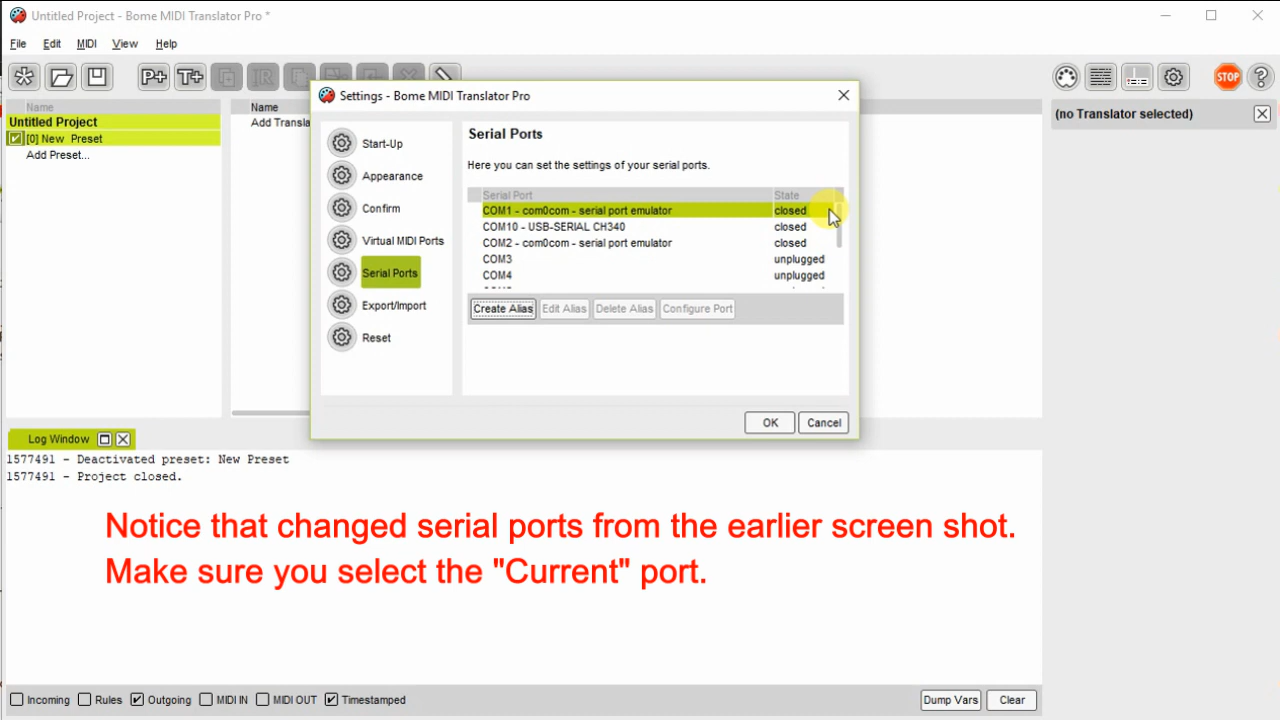 Untitled Project - Bome MIDI Translator Pro *
File Edit MIDI View Help
P+ T+ IR STOP ?
Name
Untitled Project
[0] New Preset
Add Preset...
Name
Add Transla
(no Translator selected)
Settings - Bome MIDI Translator Pro
Start-Up
Appearance
Confirm
Virtual MIDI Ports
Serial Ports
Export/Import
Reset
Serial Ports
Here you can set the settings of your serial ports.
Serial Port State
COM1 - com0com - serial port emulator closed
COM10 - USB-SERIAL CH340 closed
COM2 - com0com - serial port emulator closed
COM3 unplugged
COM4 unplugged
Create Alias Edit Alias Delete Alias Configure Port
OK Cancel
Log Window
1577491 - Deactivated preset: New Preset
1577491 - Project closed.
Notice that changed serial ports from the earlier screen shot.
Make sure you select the "Current" port.
Incoming Rules Outgoing MIDI IN MIDI OUT Timestamped Dump Vars Clear